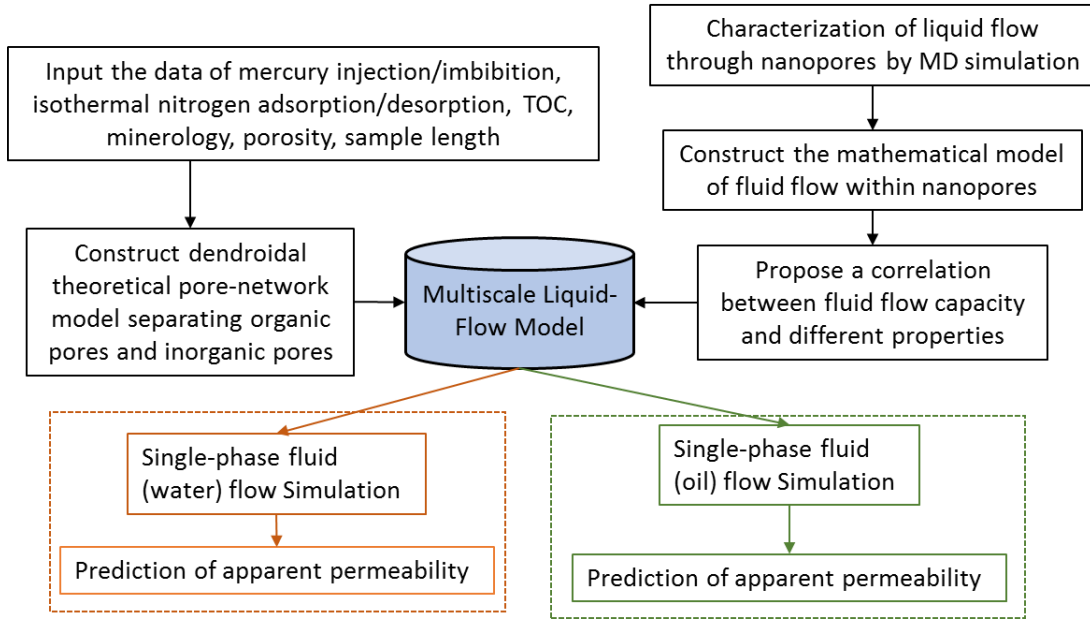 Input the data of mercury injection/imbibition,
isothermal nitrogen adsorption/desorption, TOC,
minerology, porosity, sample length
Construct dendroidal
theoretical pore-network
model separating organic
pores and inorganic pores
Characterization of liquid flow
through nanopores by MD simulation
Construct the mathematical model
of fluid flow within nanopores
Propose a correlation
between fluid flow capacity
and different properties
Multiscale Liquid-
Flow Model
Single-phase fluid
(water) flow Simulation
Prediction of apparent permeability
Single-phase fluid
(oil) flow Simulation
Prediction of apparent permeability